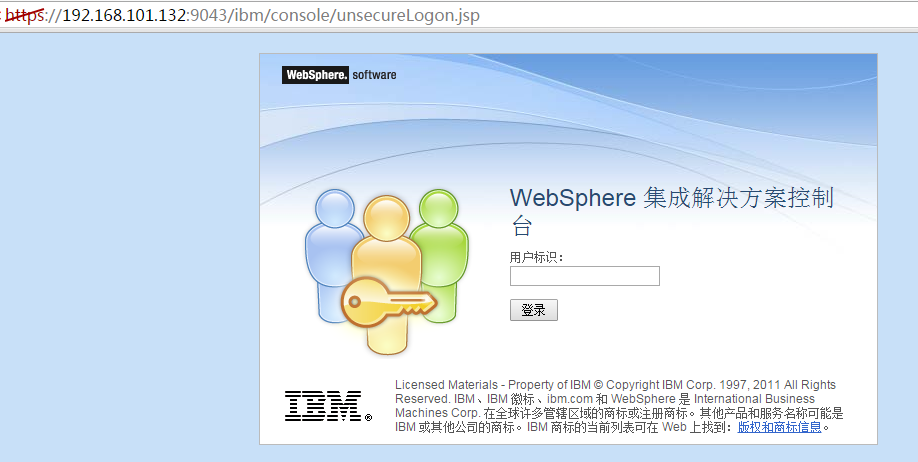 https://192.168.101.132:9043/ibm/console/unsecureLogon.jsp
WebSphere. software
WebSphere 集成解决方案控制
台
用户标识：
登录
IBM®
Licensed Materials - Property of IBM © Copyright IBM Corp. 1997, 2011 All Rights
Reserved. IBM、IBM 徽标、ibm.com 和 WebSphere 是 International Business
Machines Corp. 在全球许多管辖区域的商标或注册商标。其他产品和服务名称可能是
IBM 或其他公司的商标。IBM 商标的当前列表可在 Web 上找到：版权和商标信息。